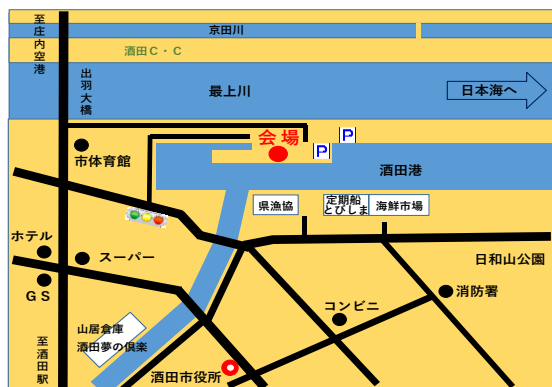 至庄内空港
京田川
酒田C・C
出羽大橋
最上川
日本海へ
会場
P
P
市体育館
酒田港
県漁協
定期船
とびしま
海鮮市場
ホテル
スーパー
日和山公園
GS
消防署
コンビニ
山居倉庫
酒田夢の倶楽
至酒田駅
酒田市役所